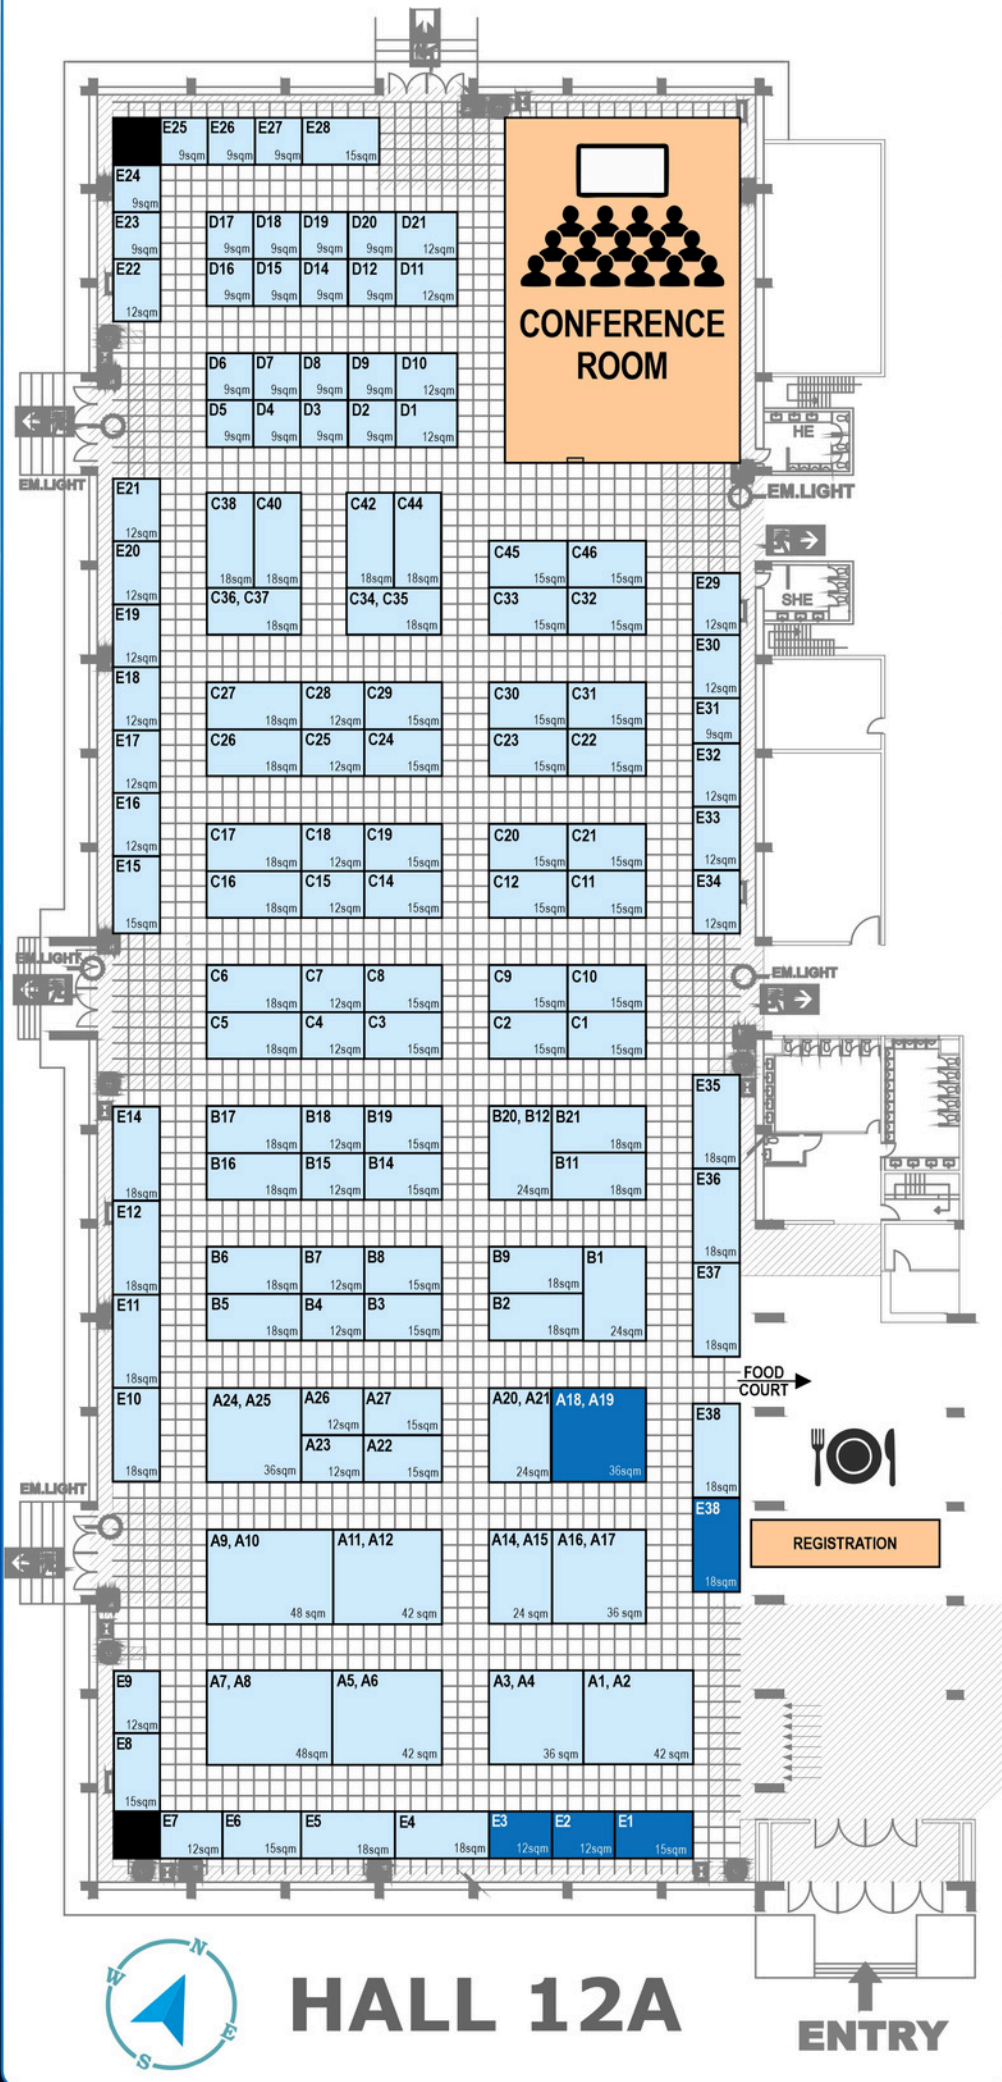 E25 E26 E27 E28
9sqm 9sqm 9sqm 15sqm
E24
9sqm
E23
9sqm
E22
12sqm
D17 D18 D19 D20 D21
9sqm 9sqm 9sqm 9sqm 12sqm
D16 D15 D14 D12 D11
9sqm 9sqm 9sqm 9sqm 12sqm
CONFERENCE
ROOM
D6 D7 D8 D9 D10
9sqm 9sqm 9sqm 9sqm 12sqm
D5 D4 D3 D2 D1
9sqm 9sqm 9sqm 9sqm 12sqm
HE
EM.LIGHT
EM.LIGHT
E21
12sqm
E20
12sqm
E19
12sqm
E18
12sqm
E17
12sqm
E16
12sqm
E15
15sqm
C38 C40 C42 C44
18sqm 18sqm 18sqm 18sqm
C36, C37 C34, C35
18sqm 18sqm
C45 C46
15sqm 15sqm
C33 C32
15sqm 15sqm
SHE
E29
12sqm
E30
12sqm
E31
9sqm
E32
12sqm
E33
12sqm
E34
12sqm
C27 C28 C29 C30 C31
18sqm 12sqm 15sqm 15sqm 15sqm
C26 C25 C24 C23 C22
18sqm 12sqm 15sqm 15sqm 15sqm
C17 C18 C19 C20 C21
18sqm 12sqm 15sqm 15sqm 15sqm
C16 C15 C14 C12 C11
18sqm 12sqm 15sqm 15sqm 15sqm
EM.LIGHT
EM.LIGHT
C6 C7 C8 C9 C10
18sqm 12sqm 15sqm 15sqm 15sqm
C5 C4 C3 C2 C1
18sqm 12sqm 15sqm 15sqm 15sqm
E14
18sqm
E12
18sqm
E11
18sqm
E10
18sqm
B17 B18 B19 B20, B12 B21
18sqm 12sqm 15sqm 18sqm
B16 B15 B14 B11
18sqm 12sqm 15sqm 24sqm 18sqm
E35
18sqm
E36
18sqm
E37
18sqm
B6 B7 B8 B9 B1
18sqm 12sqm 15sqm 18sqm
B5 B4 B3 B2
18sqm 12sqm 15sqm 18sqm 24sqm
FOOD
COURT
A24, A25 A26 A27 A20, A21 A18, A19
12sqm 15sqm
A23 A22
36sqm 12sqm 15sqm 24sqm 36sqm
E38
18sqm
E38
18sqm
REGISTRATION
EM.LIGHT
A9, A10 A11, A12 A14, A15 A16, A17
48 sqm 42 sqm 24 sqm 36 sqm
A7, A8 A5, A6 A3, A4 A1, A2
48sqm 42 sqm 36 sqm 42 sqm
E9
12sqm
E8
15sqm
E7 E6 E5 E4 E3 E2 E1
12sqm 15sqm 18sqm 18sqm 12sqm 12sqm 15sqm
N
W
E
S
HALL 12A
ENTRY